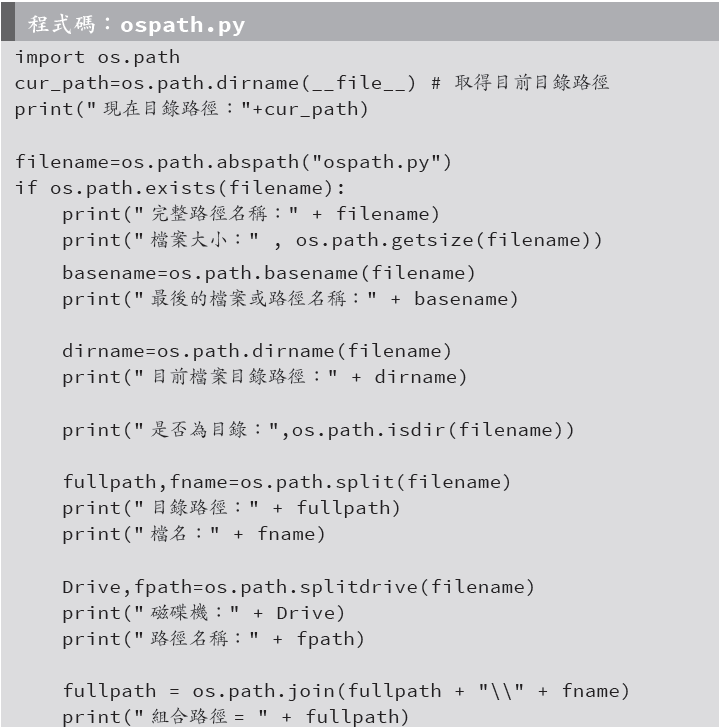 程式碼：ospath.py
import os.path
cur_path=os.path.dirname(__file__) # 取得目前目錄路徑
print("現在目錄路徑："+cur_path)
filename=os.path.abspath("ospath.py")
if os.path.exists(filename):
    print("完整路徑名稱：" + filename)
    print("檔案大小：" , os.path.getsize(filename))
    basename=os.path.basename(filename)
    print("最後的檔案或路徑名稱：" + basename)
    dirname=os.path.dirname(filename)
    print("目前檔案目錄路徑：" + dirname)
    print("是否為目錄：",os.path.isdir(filename))
    fullpath,fname=os.path.split(filename)
    print("目錄路徑：" + fullpath)
    print("檔名：" + fname)
    Drive,fpath=os.path.splitdrive(filename)
    print("磁碟機：" + Drive)
    print("路徑名稱：" + fpath)
    fullpath = os.path.join(fullpath + "\\" + fname)
    print("組合路徑 = " + fullpath)